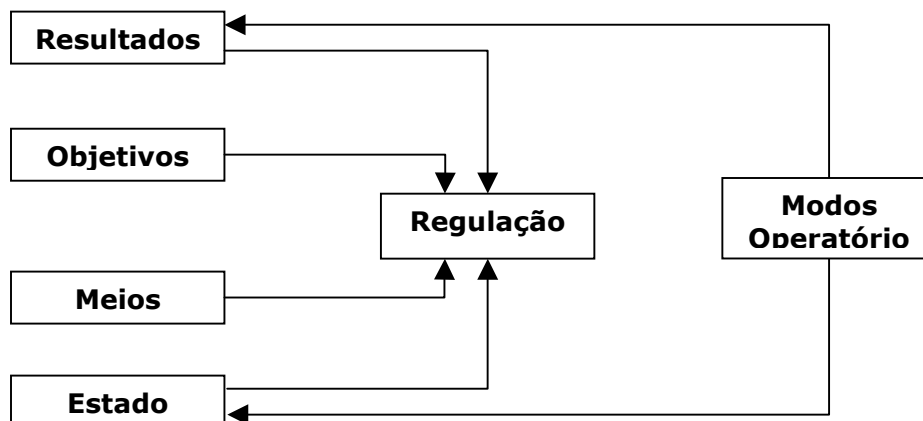 Resultados
Objetivos
Regulação
Modos
Operatório
Meios
Estado